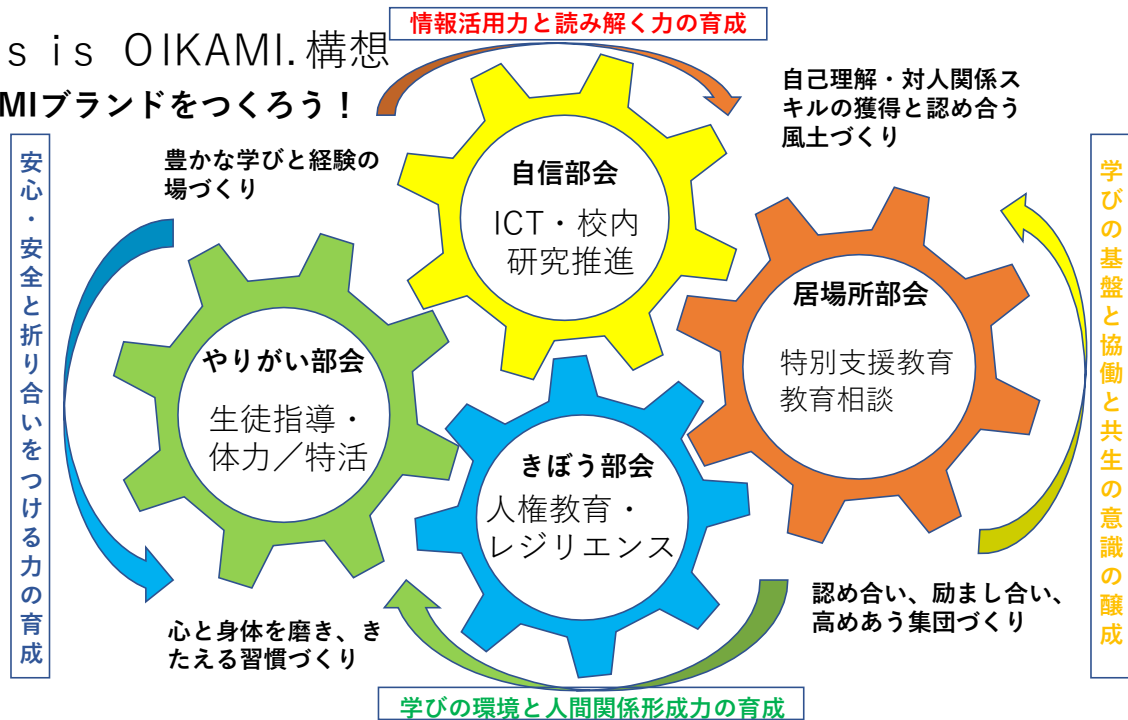 情報活用力と読み解く力の育成
s is OIKAMI.構想
MIブランドをつくろう！
自己理解・対人関係ス
キルの獲得と認め合う
風土づくり
豊かな学びと経験の
場づくり
安心・安全と折り合いをつける力の育成
自信部会
ICT・校内
研究推進
学びの基盤と協働と共生の意識の醸成
居場所部会
特別支援教育
教育相談
やりがい部会
生徒指導・
体力／特活
きぼう部会
人権教育・
レジリエンス
認め合い、励まし合い、
高めあう集団づくり
心と身体を磨き、き
たえる習慣づくり
学びの環境と人間関係形成力の育成